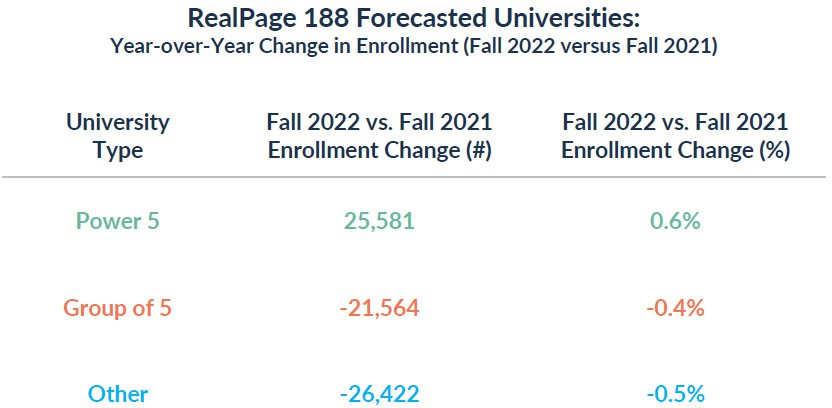 RealPage 188 Forecasted Universities:
Year-over-Year Change in Enrollment (Fall 2022 versus Fall 2021)
University Type
Fall 2022 vs. Fall 2021 Enrollment Change (#)
Fall 2022 vs. Fall 2021 Enrollment Change (%)
Power 5 25,581 0.6%
Group of 5 -21,564 -0.4%
Other -26,422 -0.5%